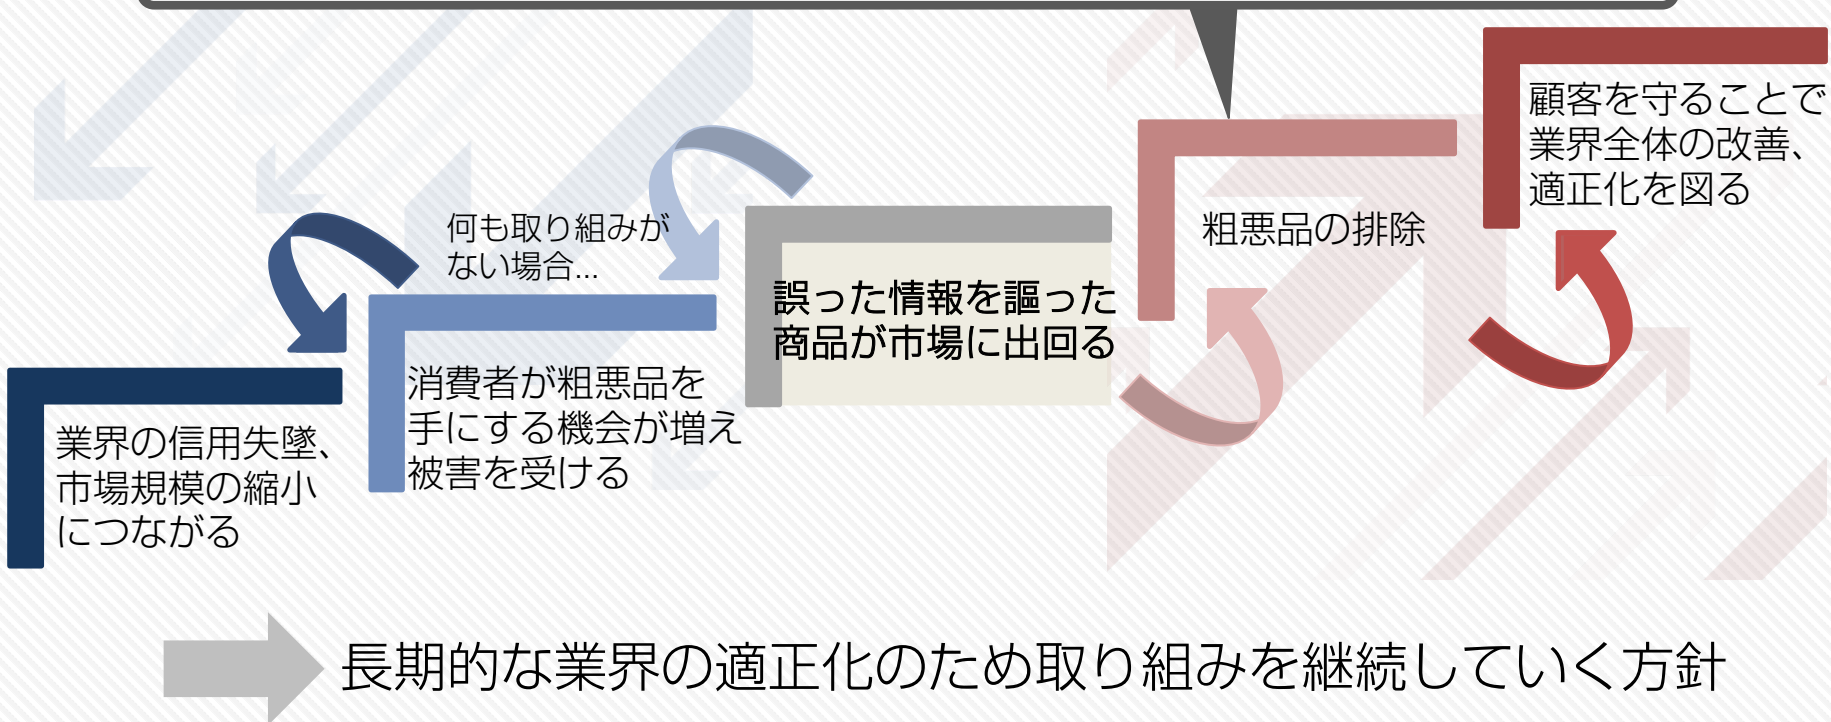 顧客を守ることで
業界全体の改善、
適正化を図る
粗悪品の排除
何も取り組みが
ない場合...
誤った情報を謳った
商品が市場に出回る
消費者が粗悪品を
手にする機会が増え
被害を受ける
業界の信用失墜、
市場規模の縮小
につながる
長期的な業界の適正化のため取り組みを継続していく方針